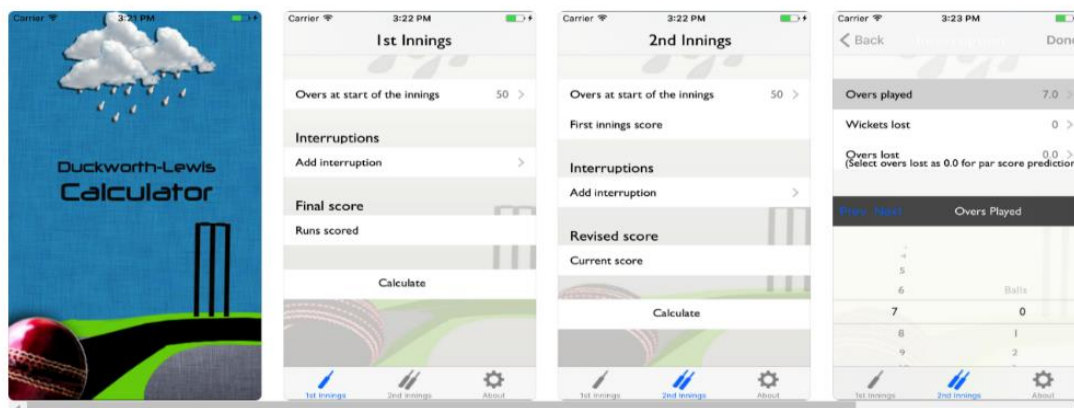 Carrier 3:21 PM
Duckworth-Lewis
Calculator
Carrier 3:22 PM
1st Innings
Overs at start of the innings 50 >
Interruptions
Add interruption >
Final score
Runs scored
Calculate
1st Innings 2nd Innings About
Carrier 3:22 PM
2nd Innings
Overs at start of the innings 50 >
First innings score
Interruptions
Add interruption >
Revised score
Current score
Calculate
1st Innings 2nd Innings About
Carrier 3:23 PM
< Back Done
Overs played 7.0 >
Wickets lost 0 >
Overs lost 0.0 >
(Select overs lost as 0.0 for par score prediction
Prev Next Overs Played
5
6 Balls
7 0
8 1
9 2
1st Innings 2nd Innings About